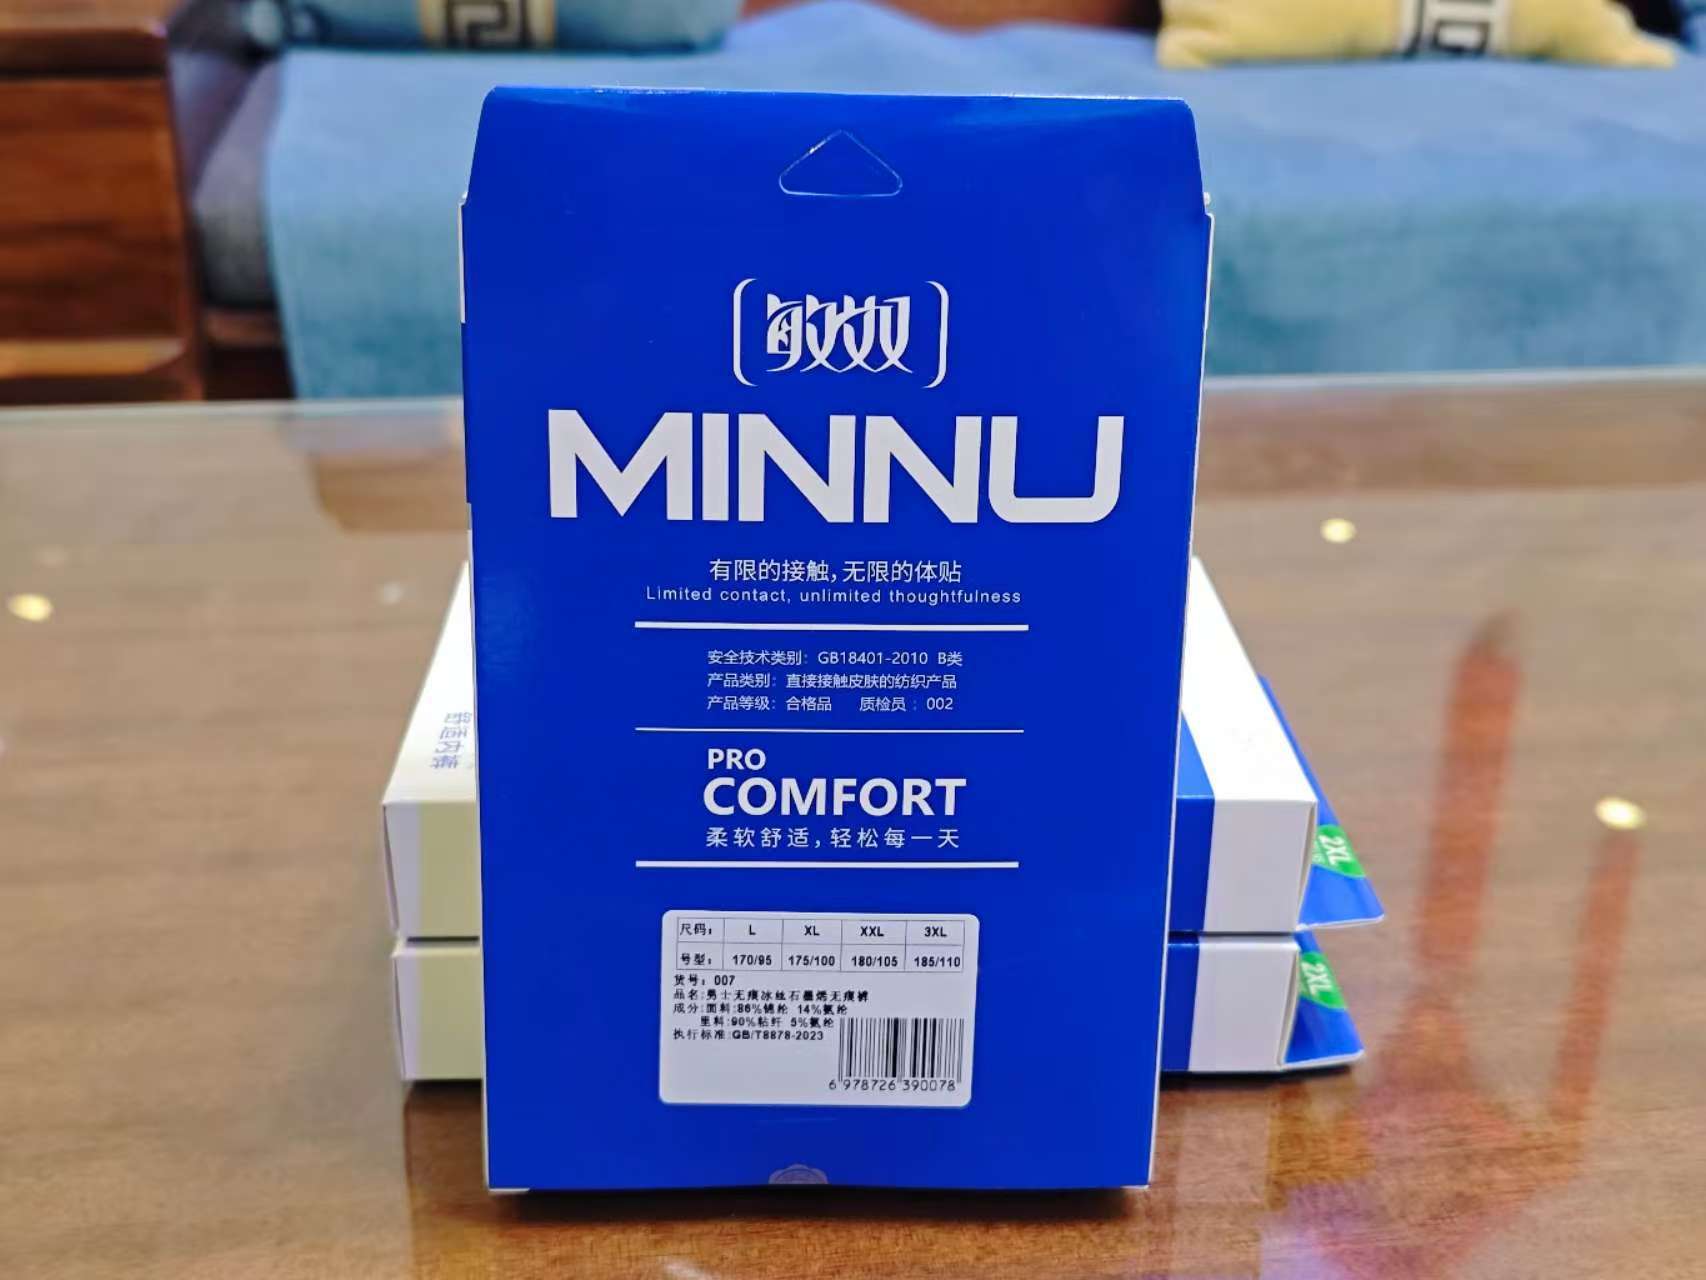 敏奴
MINNU
有限的接触,无限的体贴
Limited contact, unlimited thoughtfulness
安全技术类别: GB18401-2010 B类
产品类别: 直接接触皮肤的纺织产品
产品等级: 合格品 质检员: 002
PRO
COMFORT
柔软舒适,轻松每一天
尺码: L XL XXL 3XL
号型: 170/95 175/100 180/105 185/110
货号: 007
品名:男士无痕冰丝石墨烯无痕裤
成分:面料:86%锦纶 14%氨纶
里料:90%粘纤 5%氨纶
执行标准:GB/T8878-2023
6 978726 390078
2XL
2XL